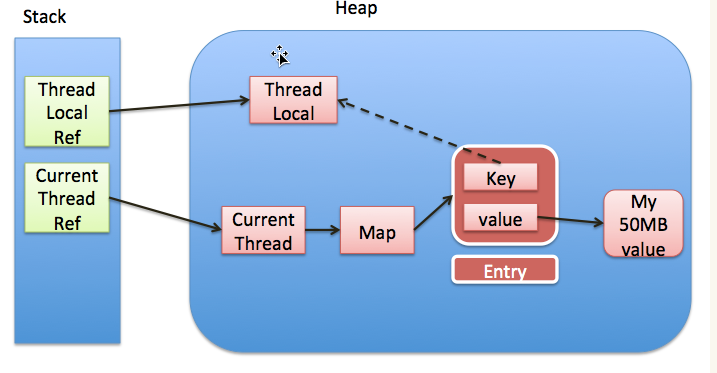 Stack
Heap
Thread
Local
Ref
Thread
Local
Current
Thread
Ref
Current
Thread
Map
Key
value
My
50MB
value
Entry